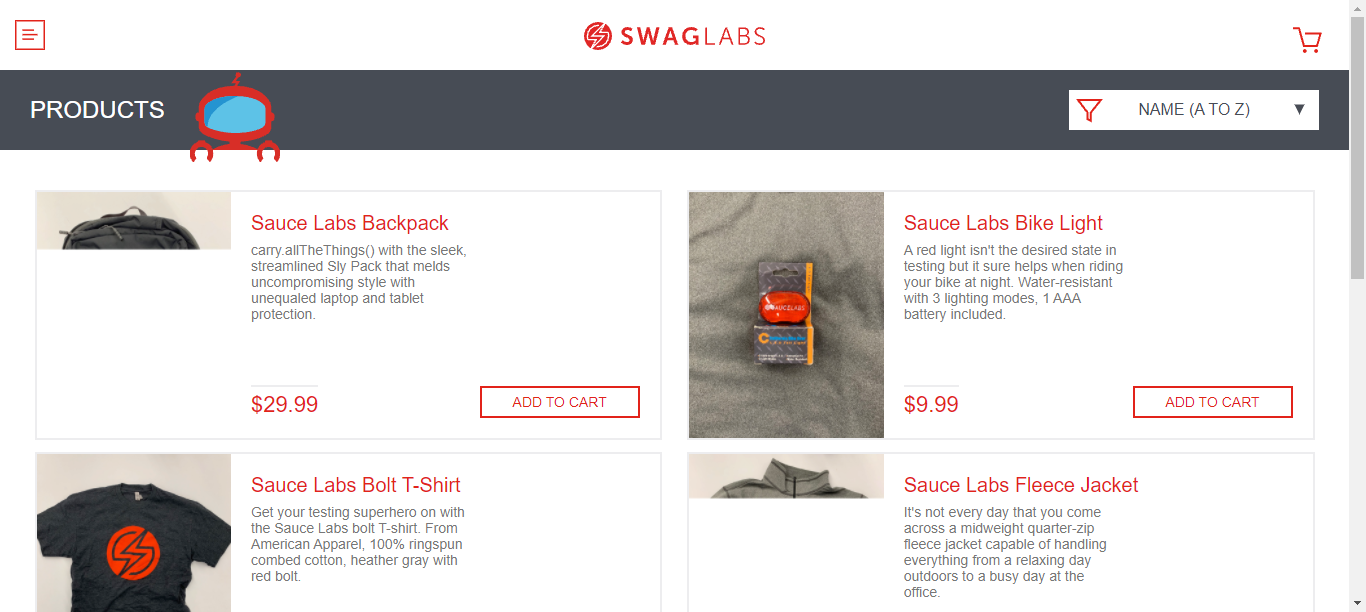 SWAGLABS
PRODUCTS
NAME (A TO Z)
Sauce Labs Backpack
carry.allTheThings() with the sleek,
streamlined Sly Pack that melds
uncompromising style with
unequaled laptop and tablet
protection.
$29.99
ADD TO CART
Sauce Labs Bike Light
A red light isn't the desired state in
testing but it sure helps when riding
your bike at night. Water-resistant
with 3 lighting modes, 1 AAA
battery included.
$9.99
ADD TO CART
Sauce Labs Bolt T-Shirt
Get your testing superhero on with
the Sauce Labs bolt T-shirt. From
American Apparel, 100% ringspun
combed cotton, heather gray with
red bolt.
Sauce Labs Fleece Jacket
It's not every day that you come
across a midweight quarter-zip
fleece jacket capable of handling
everything from a relaxing day
outdoors to a busy day at the
office.